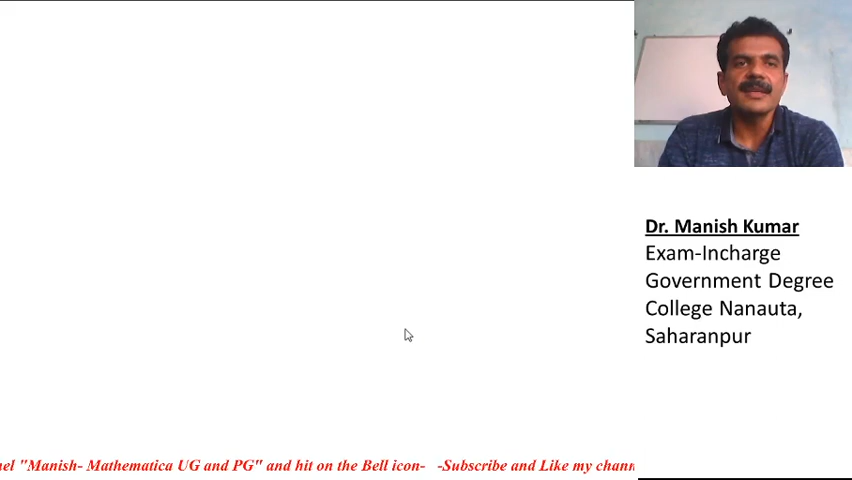 Dr. Manish Kumar
Exam-Incharge
Government Degree
College Nanauta,
Saharanpur
"Manish- Mathematica UG and PG" and hit on the Bell icon- -Subscribe and Like my